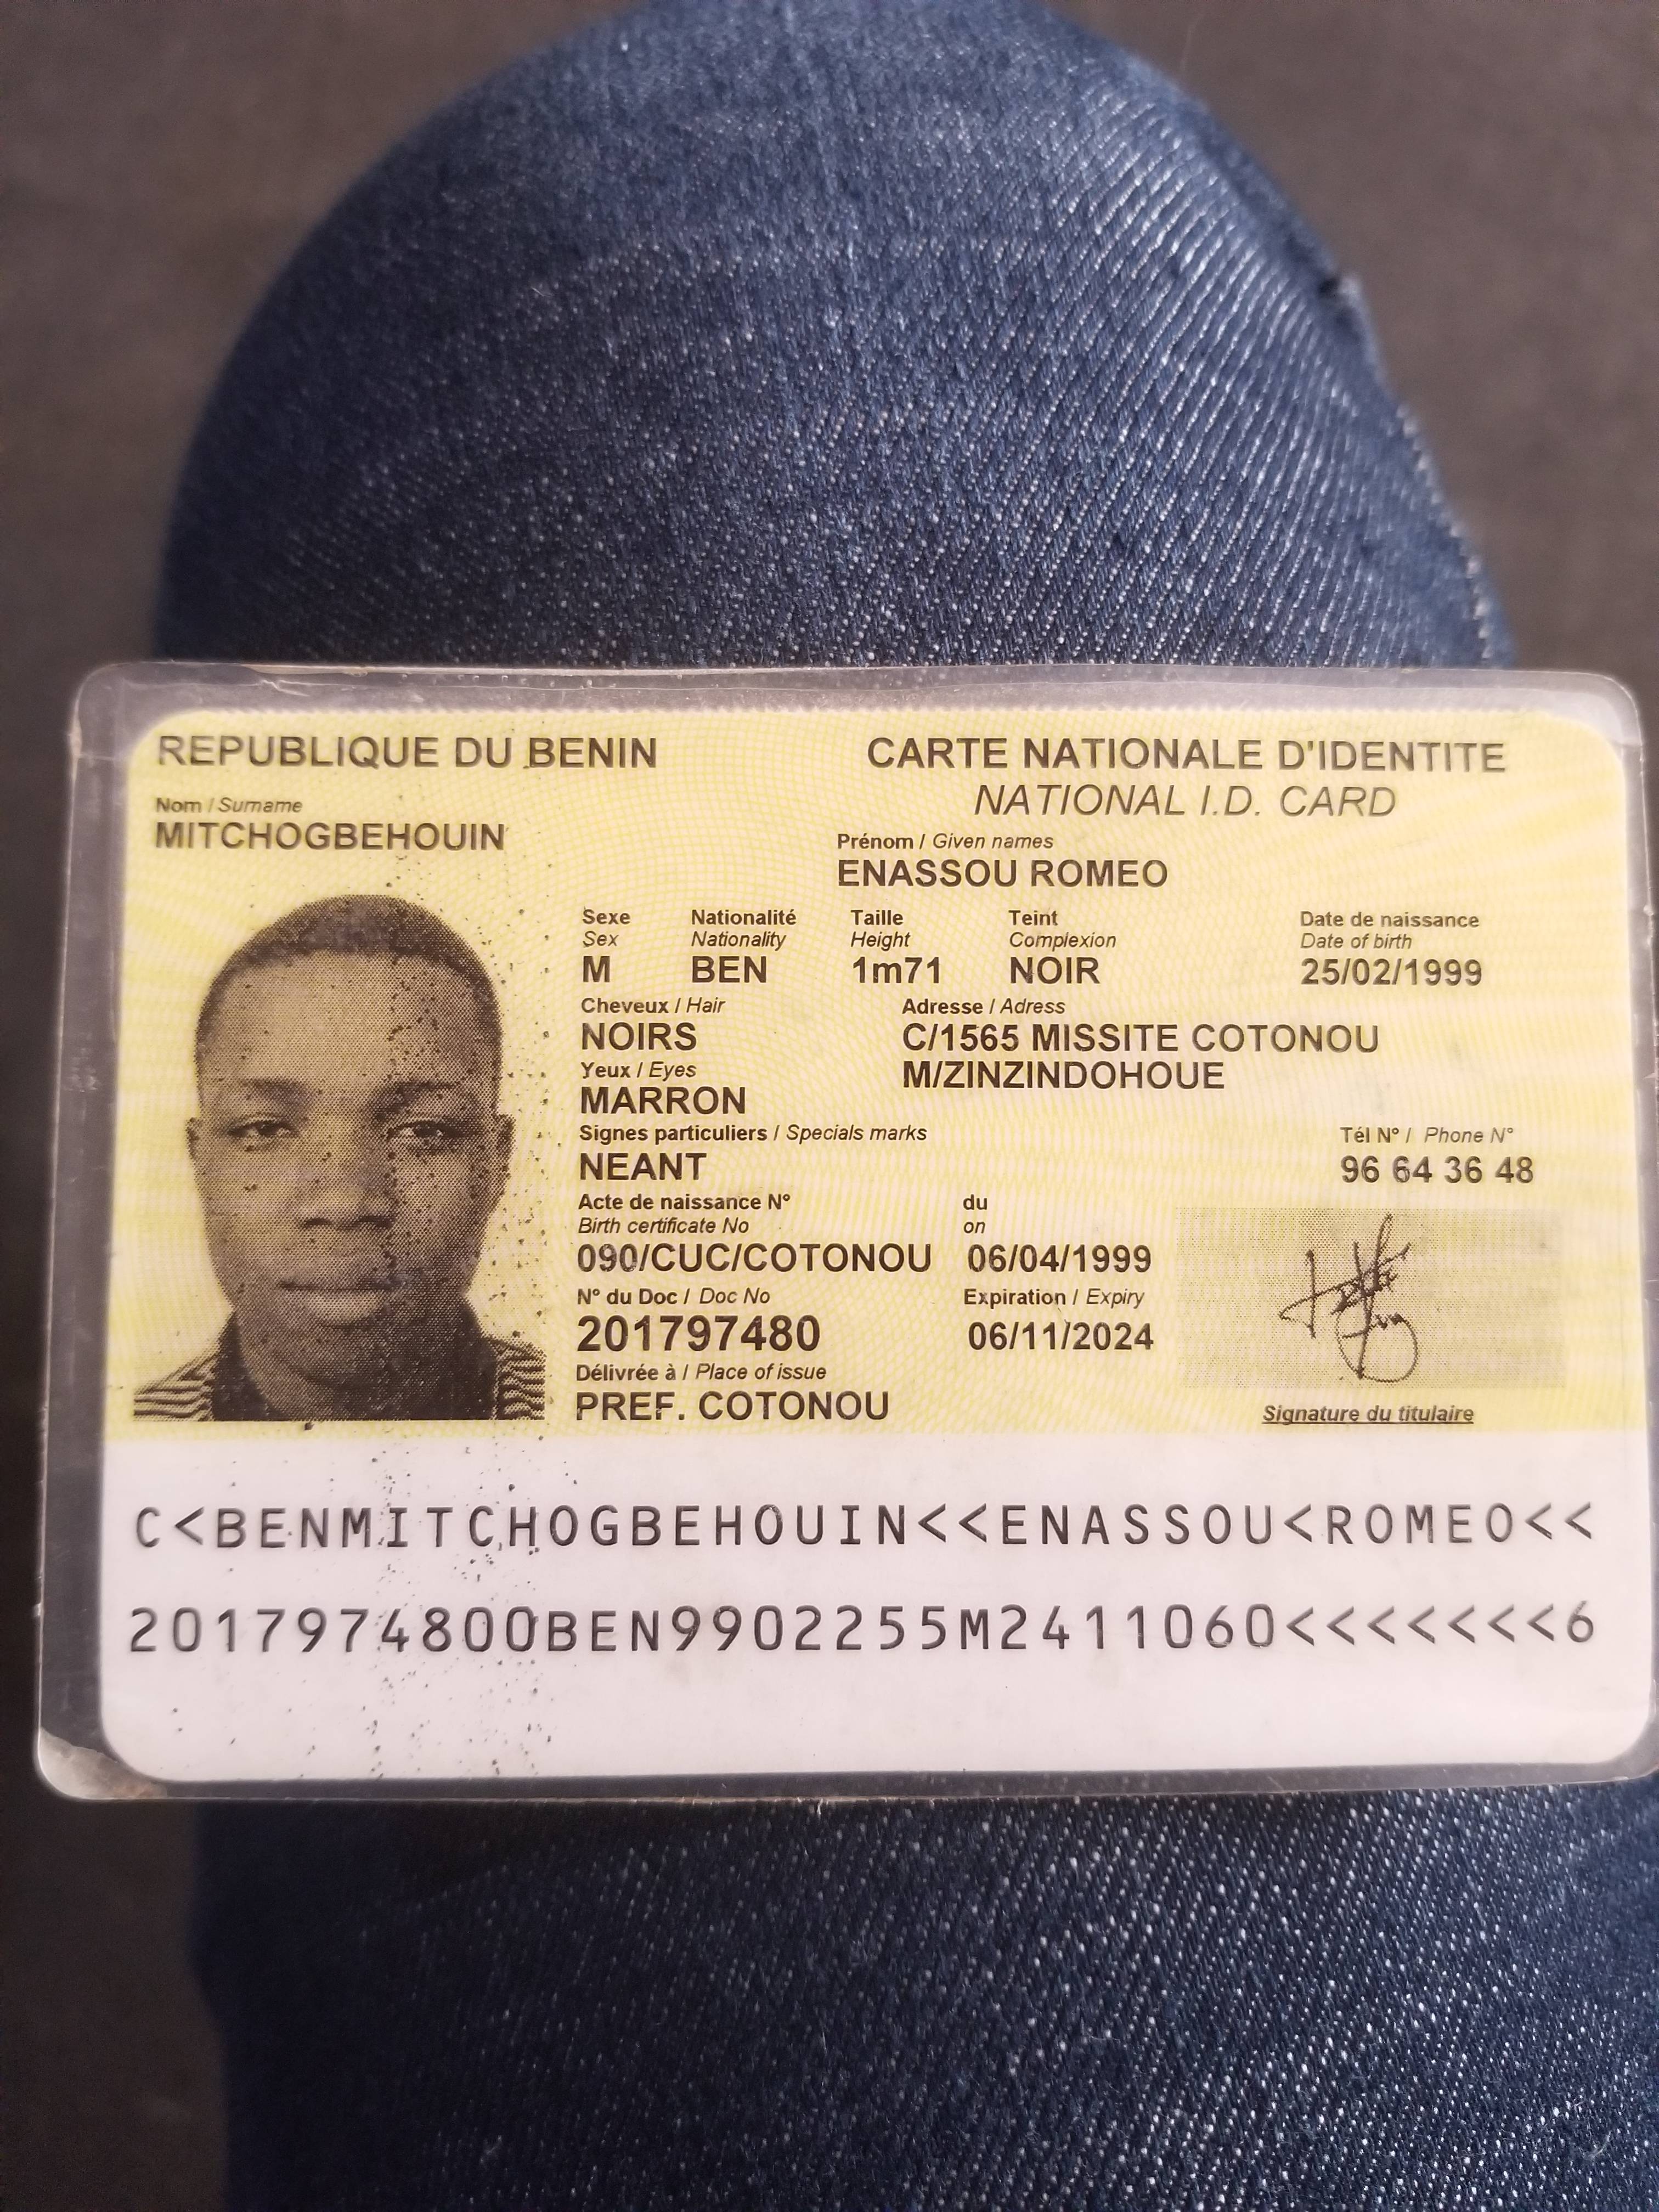 REPUBLIQUE DU BENIN
CARTE NATIONALE D'IDENTITE
NATIONAL I.D. CARD
Nom / Surname
MITCHOGBEHOUIN
Prénom / Given names
ENASSOU ROMEO
Sexe Nationalité Taille Teint Date de naissance
Sex Nationality Height Complexion Date of birth
M BEN 1m71 NOIR 25/02/1999
Cheveux / Hair Adresse / Adress
NOIRS C/1565 MISSITE COTONOU
Yeux / Eyes M/ZINZINDOHOUE
MARRON
Signes particuliers / Specials marks Tél N° / Phone N°
NEANT 96 64 36 48
Acte de naissance N° du
Birth certificate No on
090/CUC/COTONOU 06/04/1999
N° du Doc / Doc No Expiration / Expiry
201797480 06/11/2024
Délivrée à / Place of issue
PREF. COTONOU
Signature du titulaire
C<BENMITCHOGBEHOUIN<<ENASSOU<ROMEO<<
2017974800BEN9902255M2411060<<<<<<<6